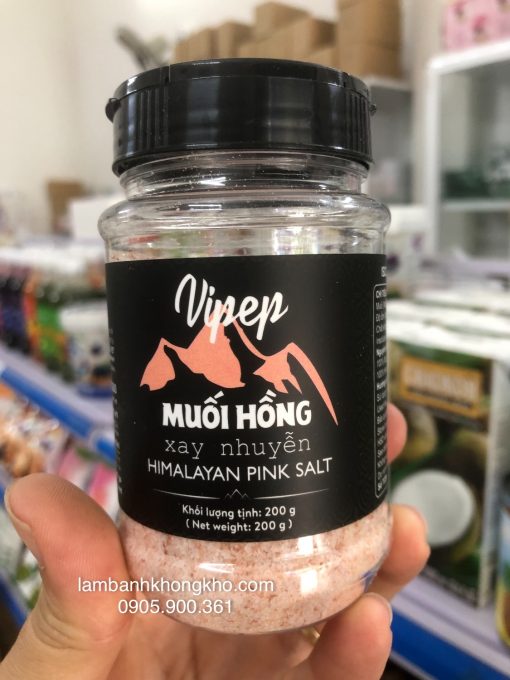 Vipep
MUỐI HỒNG
xay nhuyễn
HIMALAYAN PINK SALT
Khối lượng tịnh: 200 g
( Net weight: 200 g )
lambanhkhongkho.com
0905.900.361